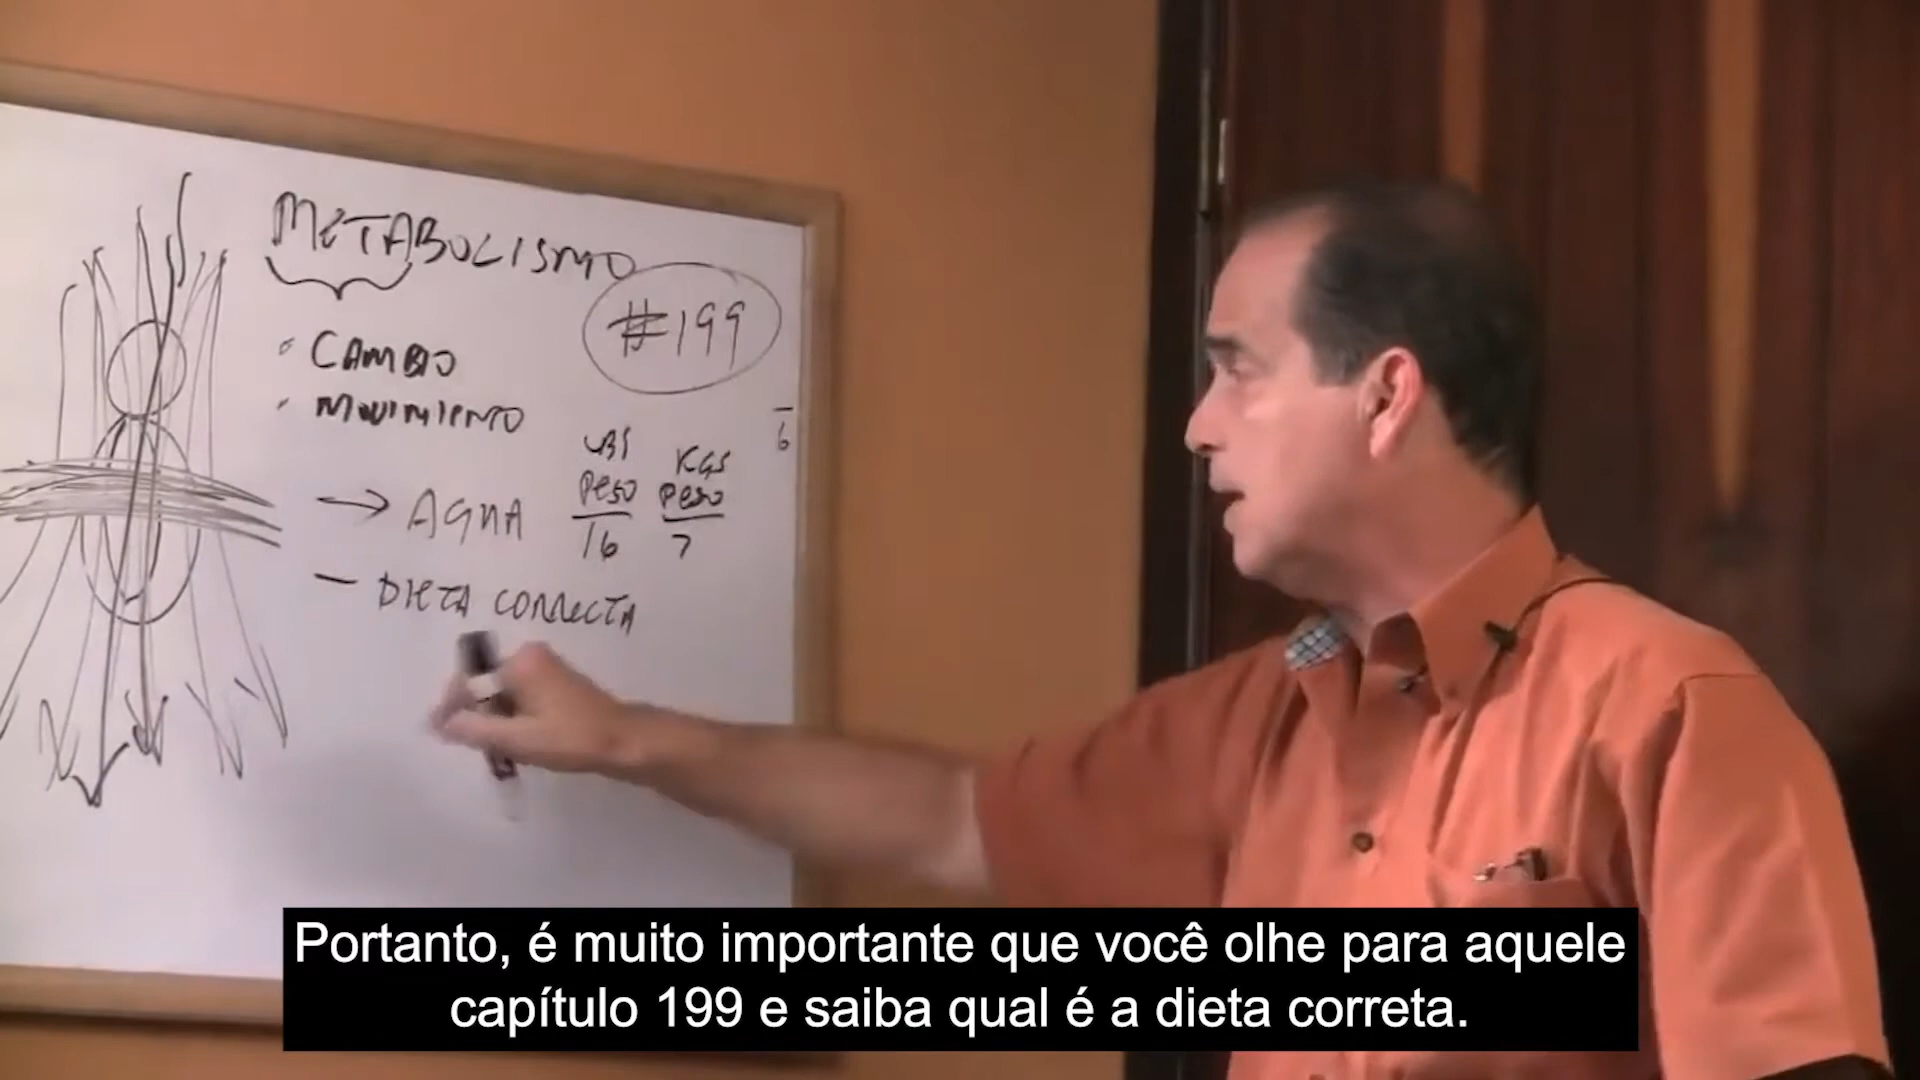 METABOLISMO
#199
• CAMBIO
• MOVIMIENTO
LBS KGS
PESO PESO
16 7
6
→ AGUA
— DIETA CORRECTA
Portanto, é muito importante que você olhe para aquele
capítulo 199 e saiba qual é a dieta correta.